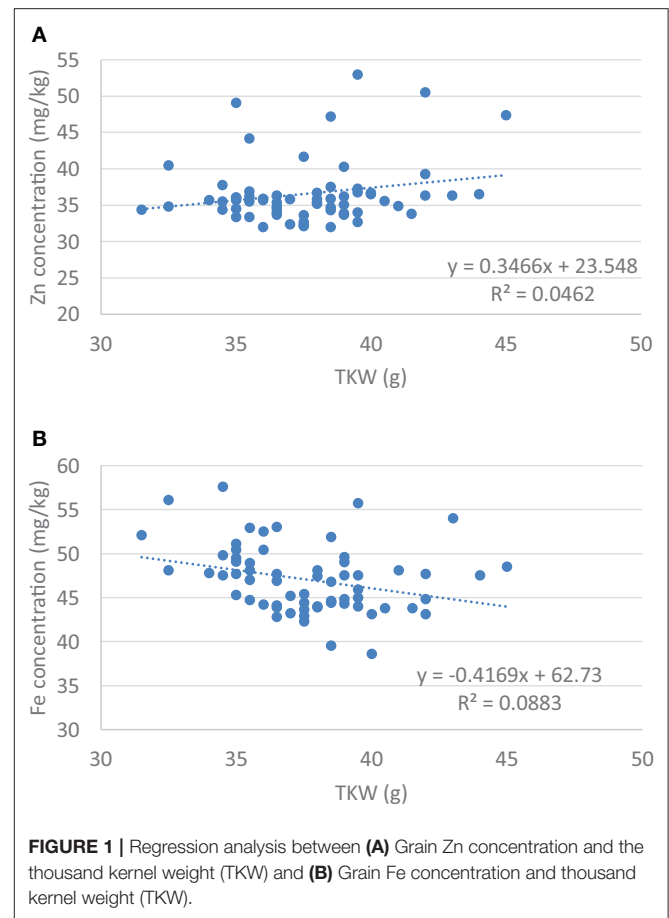 A
Zn concentration (mg/kg)
55
50
45
40
35
30
25
20
y = 0.3466x + 23.548
R² = 0.0462
30 35 40 45 50
TKW (g)
B
Fe concentration (mg/kg)
60
55
50
45
40
35
30
y = -0.4169x + 62.73
R² = 0.0883
30 35 40 45 50
TKW (g)
FIGURE 1 | Regression analysis between (A) Grain Zn concentration and the
thousand kernel weight (TKW) and (B) Grain Fe concentration and thousand
kernel weight (TKW).